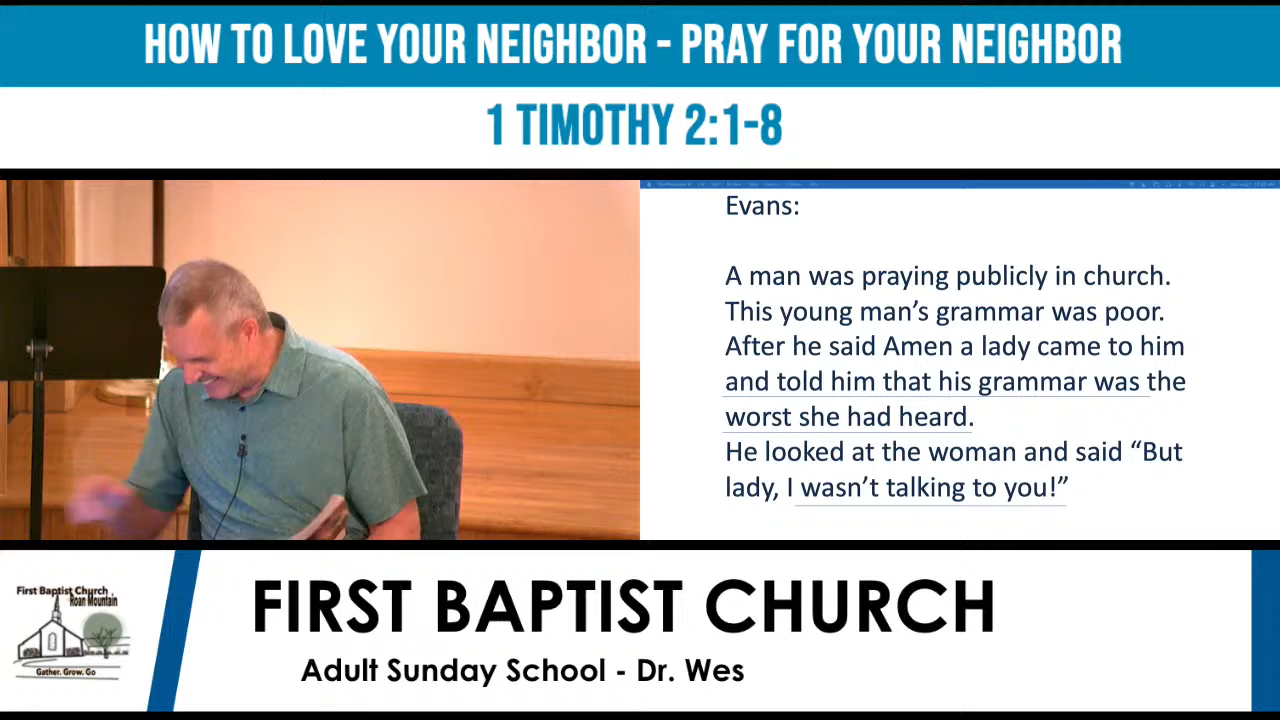 HOW TO LOVE YOUR NEIGHBOR - PRAY FOR YOUR NEIGHBOR
1 TIMOTHY 2:1-8
Evans:
A man was praying publicly in church.
This young man’s grammar was poor.
After he said Amen a lady came to him
and told him that his grammar was the
worst she had heard.
He looked at the woman and said “But
lady, I wasn’t talking to you!”
First Baptist Church
Roan Mountain
Gather. Grow. Go
FIRST BAPTIST CHURCH
Adult Sunday School - Dr. Wes